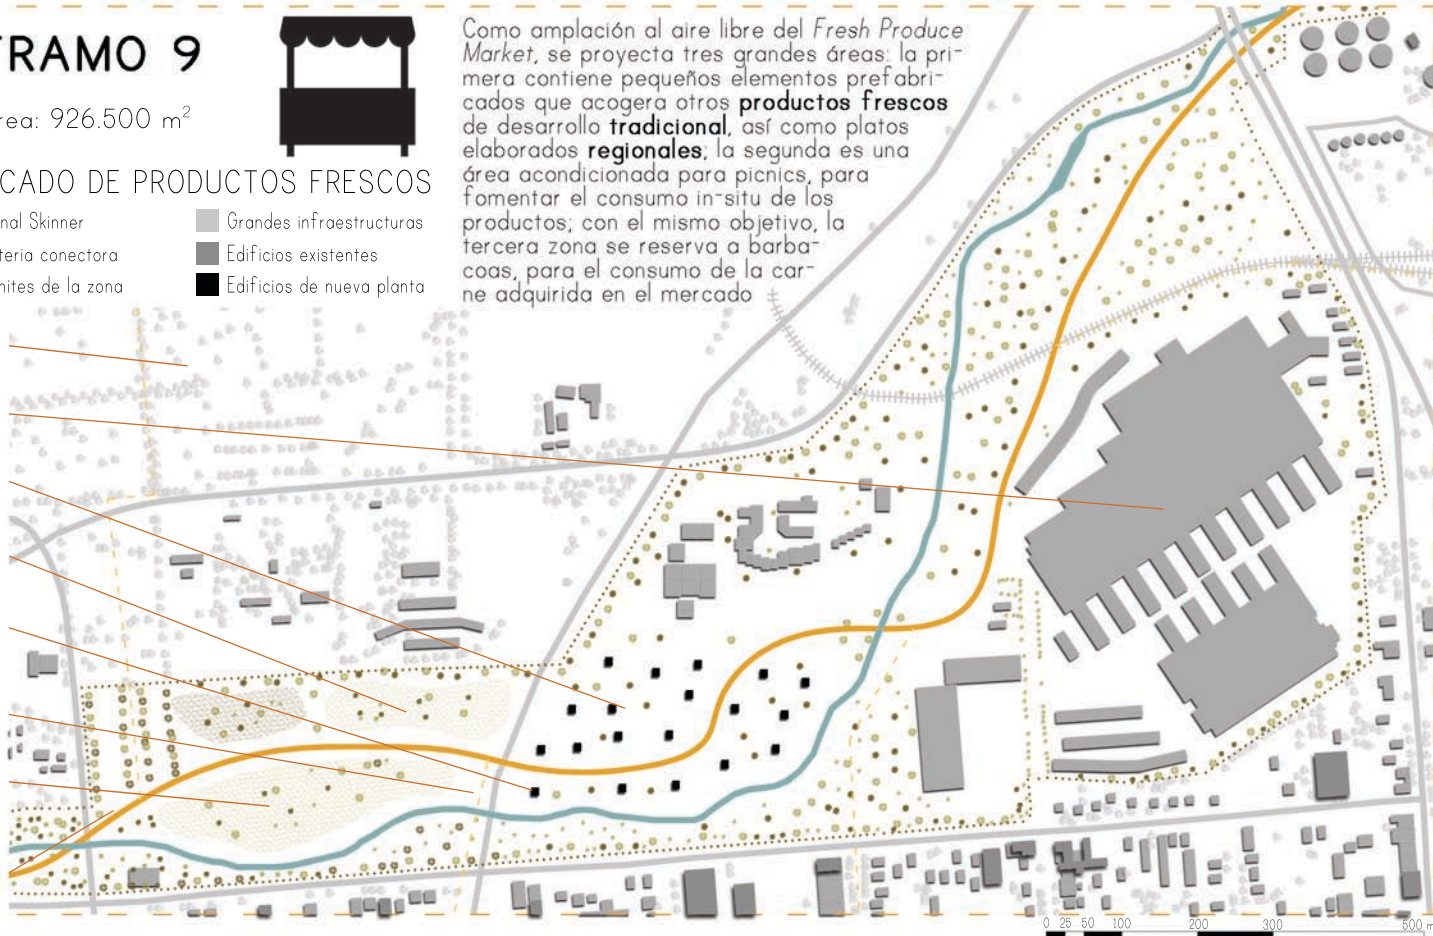 TRAMO 9
rea: 926.500 m²
CADO DE PRODUCTOS FRESCOS
nal Skinner
teria conectora
mites de la zona
Grandes infraestructuras
Edificios existentes
Edificios de nueva planta
Como amplación al aire libre del Fresh Produce
Market, se proyecta tres grandes áreas: la pri-
mera contiene pequeños elementos prefabri-
cados que acogera otros productos frescos
de desarrollo tradicional, así como platos
elaborados regionales; la segunda es una
área acondicionada para picnics, para
fomentar el consumo in-situ de los
productos; con el mismo objetivo, la
tercera zona se reserva a barba-
coas, para el consumo de la car-
ne adquirida en el mercado
0 25 50 100 200 300 500 m